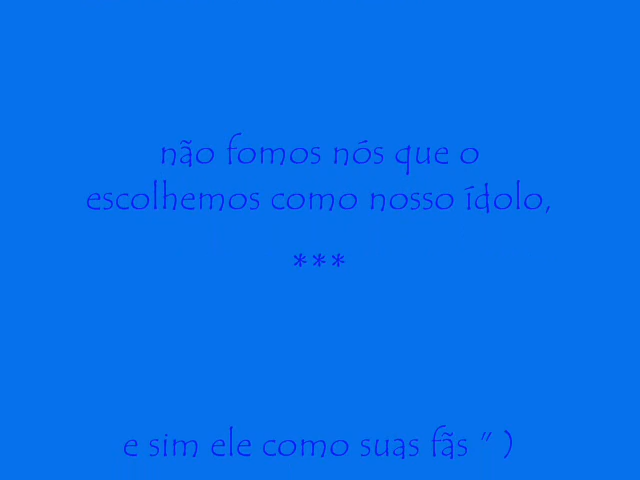 não fomos nós que o
escolhemos como nosso ídolo,
***
e sim ele como suas fãs " )